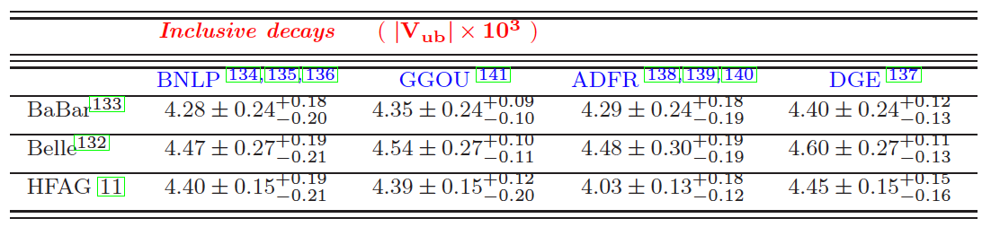 Inclusive decays ( |V_ub| × 10^3 )
BNLP 134,135,136 GGOU 141 ADFR 138,139,140 DGE 137
BaBar 133 4.28 ± 0.24 +0.18 −0.20 4.35 ± 0.24 +0.09 −0.10 4.29 ± 0.24 +0.18 −0.19 4.40 ± 0.24 +0.12 −0.13
Belle 132 4.47 ± 0.27 +0.19 −0.21 4.54 ± 0.27 +0.10 −0.11 4.48 ± 0.30 +0.19 −0.19 4.60 ± 0.27 +0.11 −0.13
HFAG 11 4.40 ± 0.15 +0.19 −0.21 4.39 ± 0.15 +0.12 −0.20 4.03 ± 0.13 +0.18 −0.12 4.45 ± 0.15 +0.15 −0.16